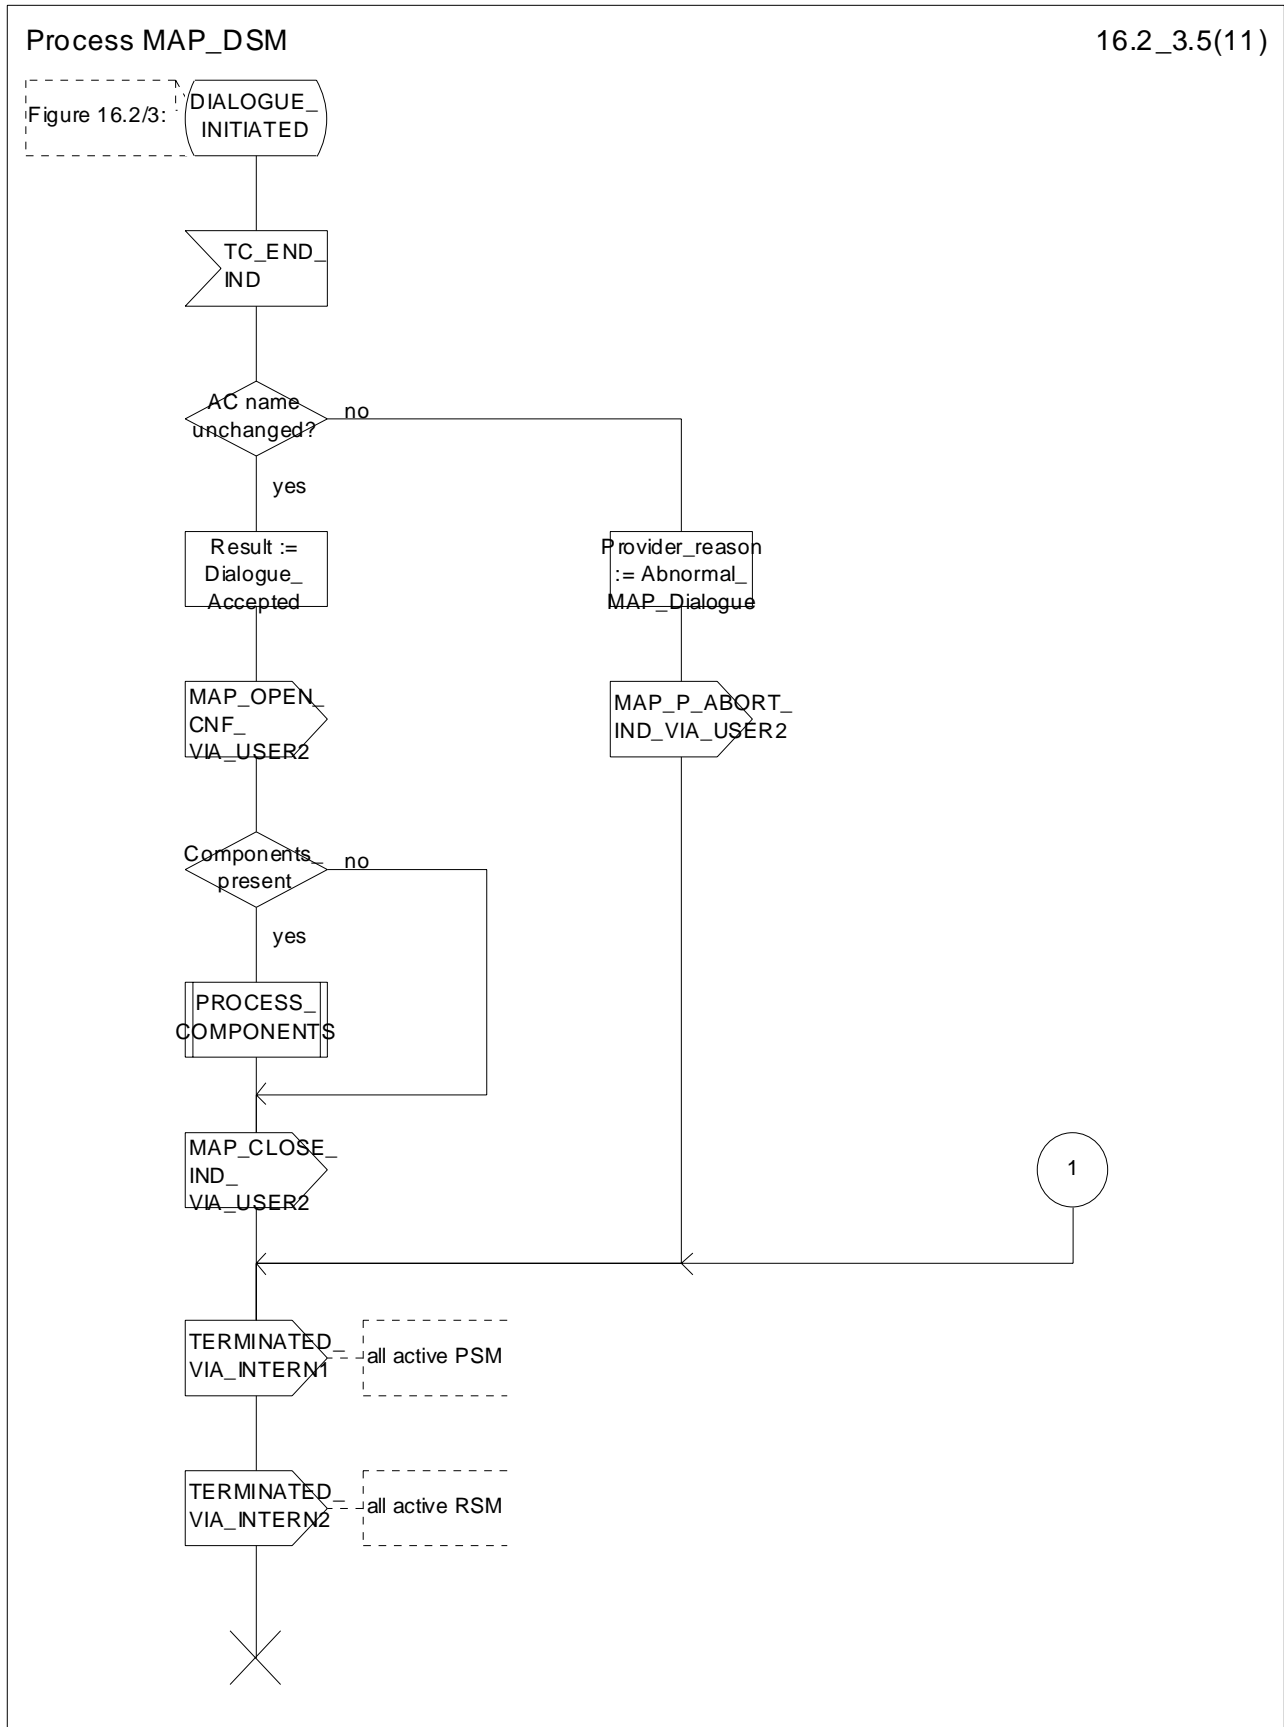 Process MAP_DSM
16.2_3.5(11)
Figure 16.2/3:
DIALOGUE_
INITIATED
TC_END_
IND
AC name
unchanged?
no
yes
Result :=
Dialogue_
Accepted
Provider_reason
:= Abnormal_
MAP_Dialogue
MAP_OPEN_
CNF_
VIA_USER2
MAP_P_ABORT_
IND_VIA_USER2
Components_
present
no
yes
PROCESS_
COMPONENTS
MAP_CLOSE_
IND_
VIA_USER2
1
TERMINATED_
VIA_INTERN1
all active PSM
TERMINATED_
VIA_INTERN2
all active RSM